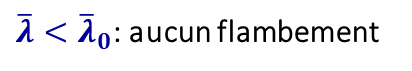 λ̅ < λ̅₀: aucun flambement